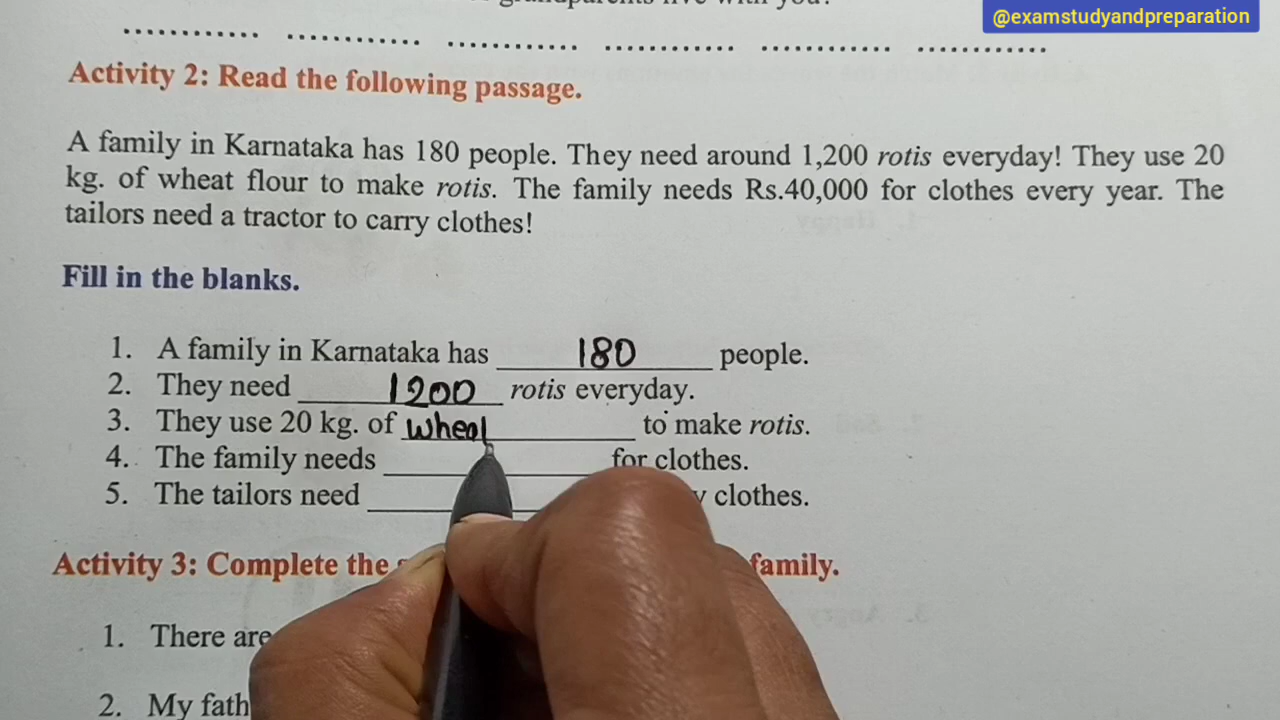 @examstudyandpreparation
Activity 2: Read the following passage.
A family in Karnataka has 180 people. They need around 1,200 rotis everyday! They use 20
kg. of wheat flour to make rotis. The family needs Rs.40,000 for clothes every year. The
tailors need a tractor to carry clothes!
Fill in the blanks.
1. A family in Karnataka has 180 people.
2. They need 1200 rotis everyday.
3. They use 20 kg. of wheat to make rotis.
4. The family needs ____________ for clothes.
5. The tailors need ____________ clothes.
Activity 3: Complete the family.
1. There are
2. My fath